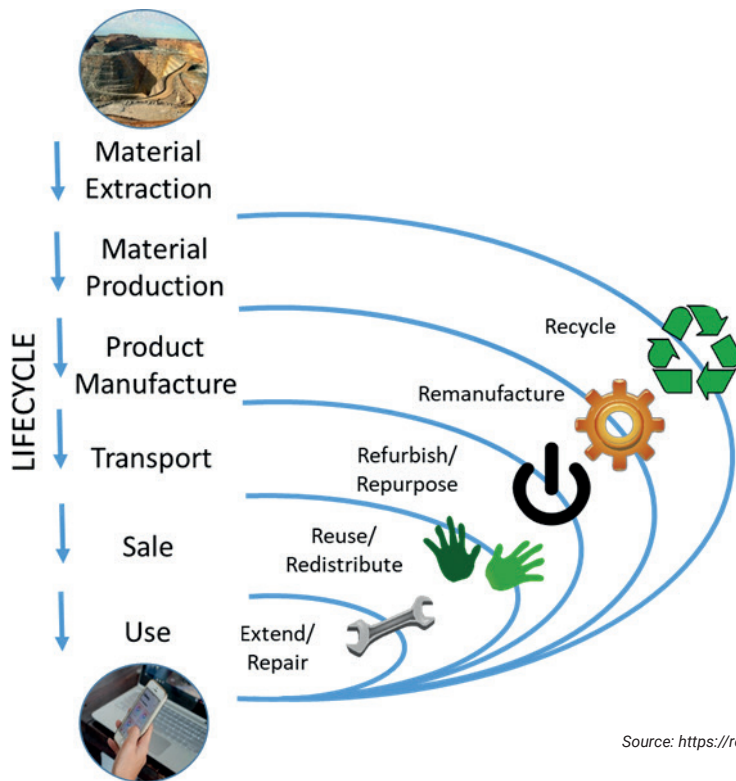 Material
Extraction
Material
Production
Product
Manufacture
Transport
Sale
Use
LIFECYCLE
Recycle
Remanufacture
Refurbish/
Repurpose
Reuse/
Redistribute
Extend/
Repair
Source: https://re